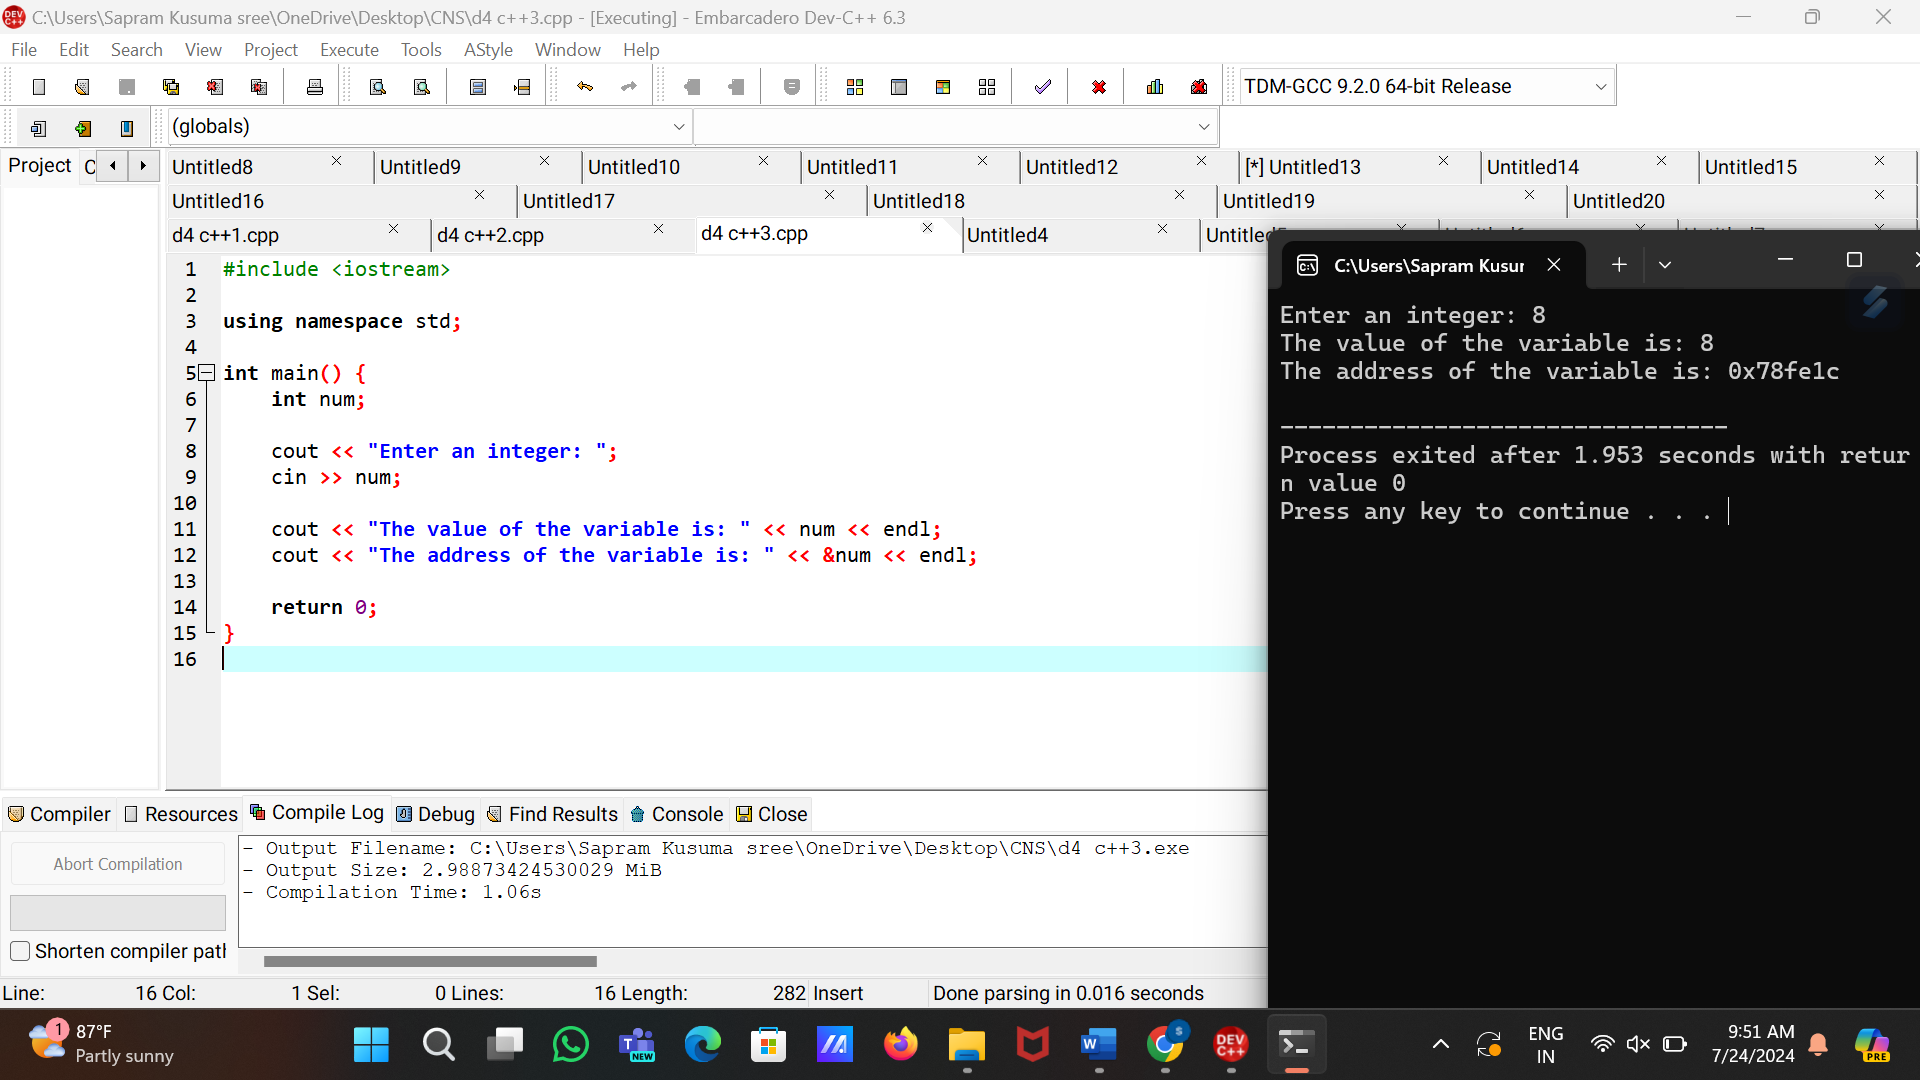 C:\Users\Sapram Kusuma sree\OneDrive\Desktop\CNS\d4 c++3.cpp - [Executing] - Embarcadero Dev-C++ 6.3
File Edit Search View Project Execute Tools AStyle Window Help
TDM-GCC 9.2.0 64-bit Release
(globals)
Project
Untitled8 Untitled9 Untitled10 Untitled11 Untitled12 [*] Untitled13 Untitled14 Untitled15
Untitled16 Untitled17 Untitled18 Untitled19 Untitled20
d4 c++1.cpp d4 c++2.cpp d4 c++3.cpp Untitled4
1 #include <iostream>
2
3 using namespace std;
4
5 int main() {
6 int num;
7
8 cout << "Enter an integer: ";
9 cin >> num;
10
11 cout << "The value of the variable is: " << num << endl;
12 cout << "The address of the variable is: " << &num << endl;
13
14 return 0;
15 }
16
C:\Users\Sapram Kusur
Enter an integer: 8
The value of the variable is: 8
The address of the variable is: 0x78fe1c
--------------------------------
Process exited after 1.953 seconds with retur
n value 0
Press any key to continue . . .
Compiler Resources Compile Log Debug Find Results Console Close
Abort Compilation
Shorten compiler path
- Output Filename: C:\Users\Sapram Kusuma sree\OneDrive\Desktop\CNS\d4 c++3.exe
- Output Size: 2.98873424530029 MiB
- Compilation Time: 1.06s
Line: 16 Col: 1 Sel: 0 Lines: 16 Length: 282 Insert Done parsing in 0.016 seconds
1 87°F
Partly sunny
NEW
DEV C++
ENG
IN
9:51 AM
7/24/2024
PRE